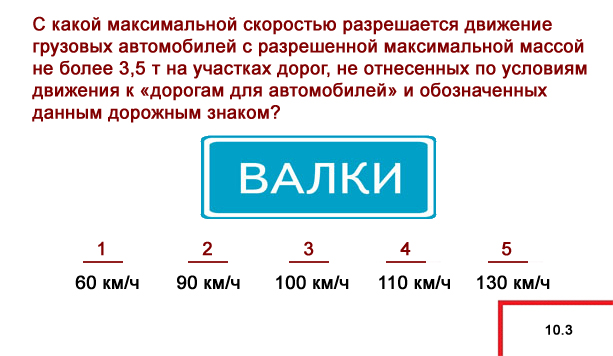 С какой максимальной скоростью разрешается движение
грузовых автомобилей с разрешенной максимальной массой
не более 3,5 т на участках дорог, не отнесенных по условиям
движения к «дорогам для автомобилей» и обозначенных
данным дорожным знаком?
ВАЛКИ
1 2 3 4 5
60 км/ч 90 км/ч 100 км/ч 110 км/ч 130 км/ч
10.3